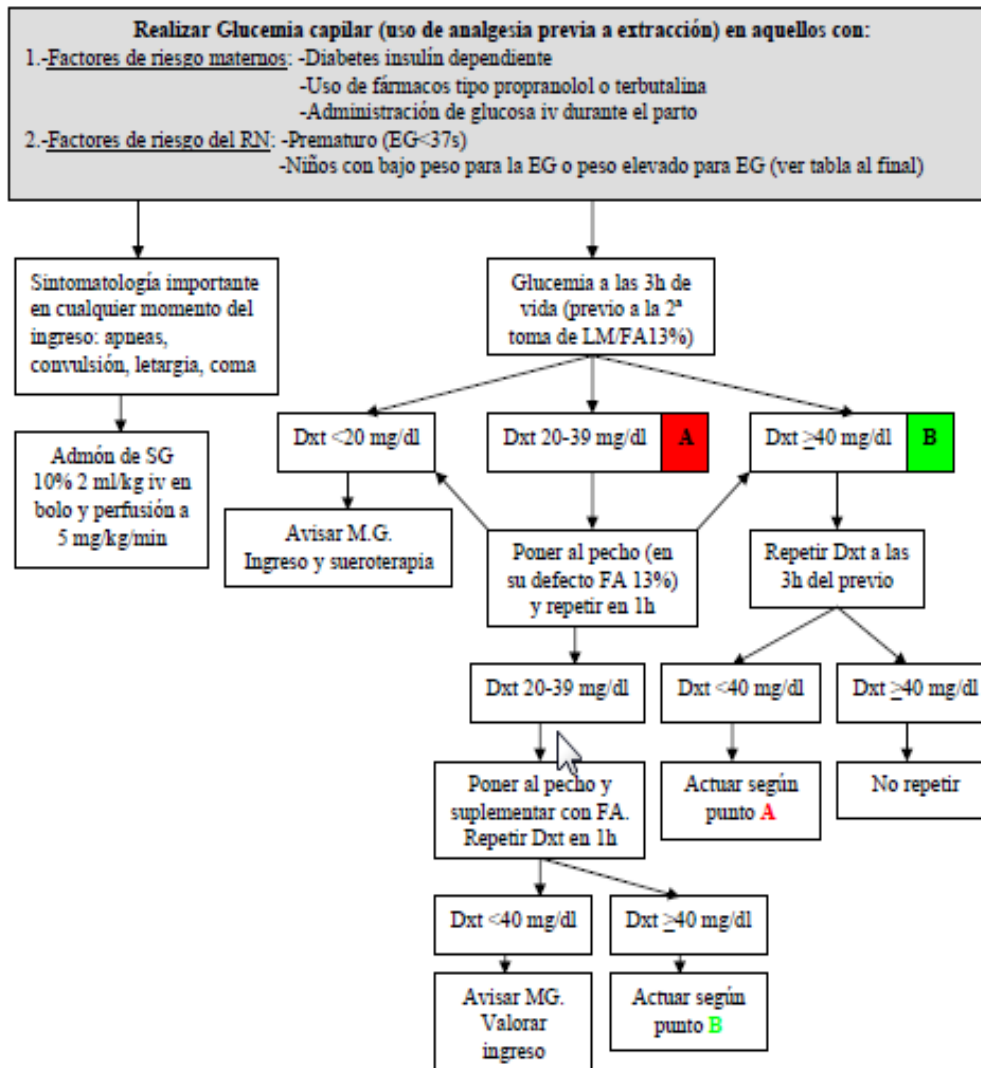 Realizar Glucemia capilar (uso de analgesia previa a extracción) en aquellos con:
1.-Factores de riesgo maternos: -Diabetes insulín dependiente
-Uso de fármacos tipo propranolol o terbutalina
-Administración de glucosa iv durante el parto
2.-Factores de riesgo del RN: -Prematuro (EG<37s)
-Niños con bajo peso para la EG o peso elevado para EG (ver tabla al final)
Sintomatología importante
en cualquier momento del
ingreso: apneas,
convulsión, letargia, coma
Glucemia a las 3h de
vida (previo a la 2ª
toma de LM/FA13%)
Dxt <20 mg/dl
Dxt 20-39 mg/dl
A
Dxt ≥40 mg/dl
B
Admón de SG
10% 2 ml/kg iv en
bolo y perfusión a
5 mg/kg/min
Avisar M.G.
Ingreso y sueroterapia
Poner al pecho (en
su defecto FA 13%)
y repetir en 1h
Repetir Dxt a las
3h del previo
Dxt 20-39 mg/dl
Dxt <40 mg/dl
Dxt ≥40 mg/dl
Poner al pecho y
suplementar con FA.
Repetir Dxt en 1h
Actuar según
punto A
No repetir
Dxt <40 mg/dl
Dxt ≥40 mg/dl
Avisar MG.
Valorar
ingreso
Actuar según
punto B